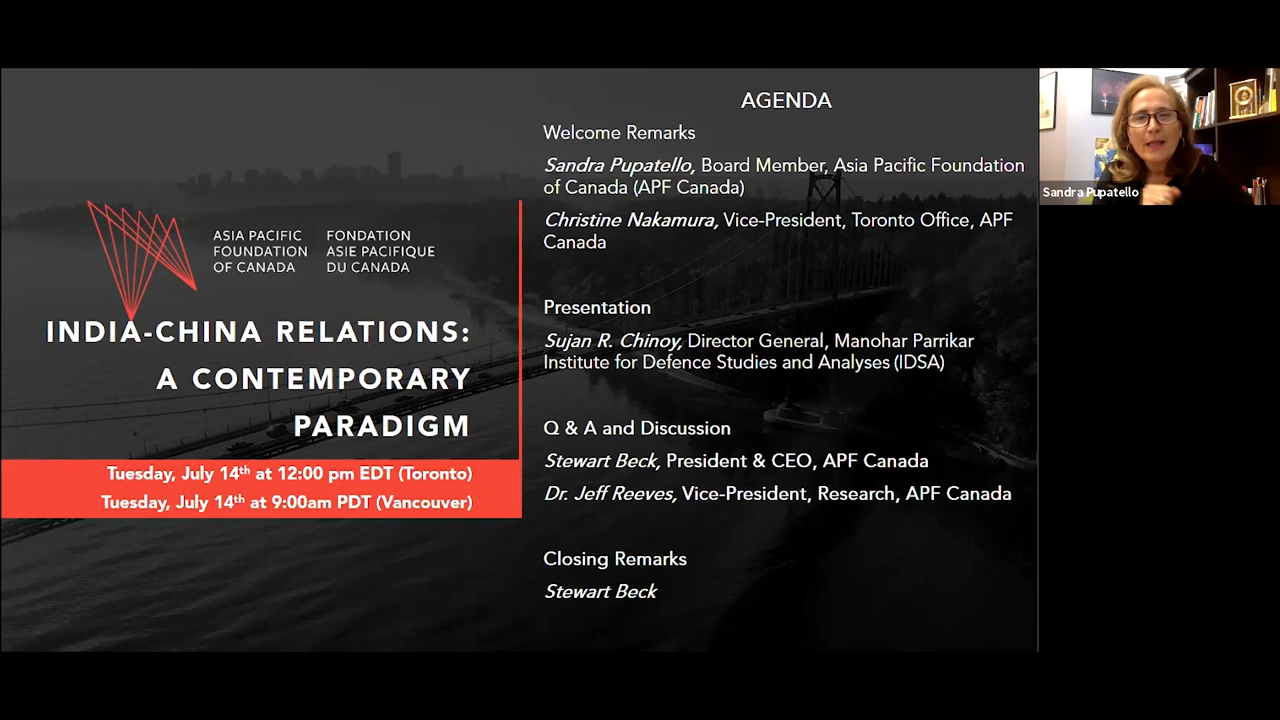 ASIA PACIFIC
FOUNDATION
OF CANADA
FONDATION
ASIE PACIFIQUE
DU CANADA
INDIA-CHINA RELATIONS:
A CONTEMPORARY
PARADIGM
Tuesday, July 14th at 12:00 pm EDT (Toronto)
Tuesday, July 14th at 9:00am PDT (Vancouver)
AGENDA
Welcome Remarks
Sandra Pupatello, Board Member, Asia Pacific Foundation
of Canada (APF Canada)
Christine Nakamura, Vice-President, Toronto Office, APF
Canada
Presentation
Sujan R. Chinoy, Director General, Manohar Parrikar
Institute for Defence Studies and Analyses (IDSA)
Q & A and Discussion
Stewart Beck, President & CEO, APF Canada
Dr. Jeff Reeves, Vice-President, Research, APF Canada
Closing Remarks
Stewart Beck
Sandra Pupatello